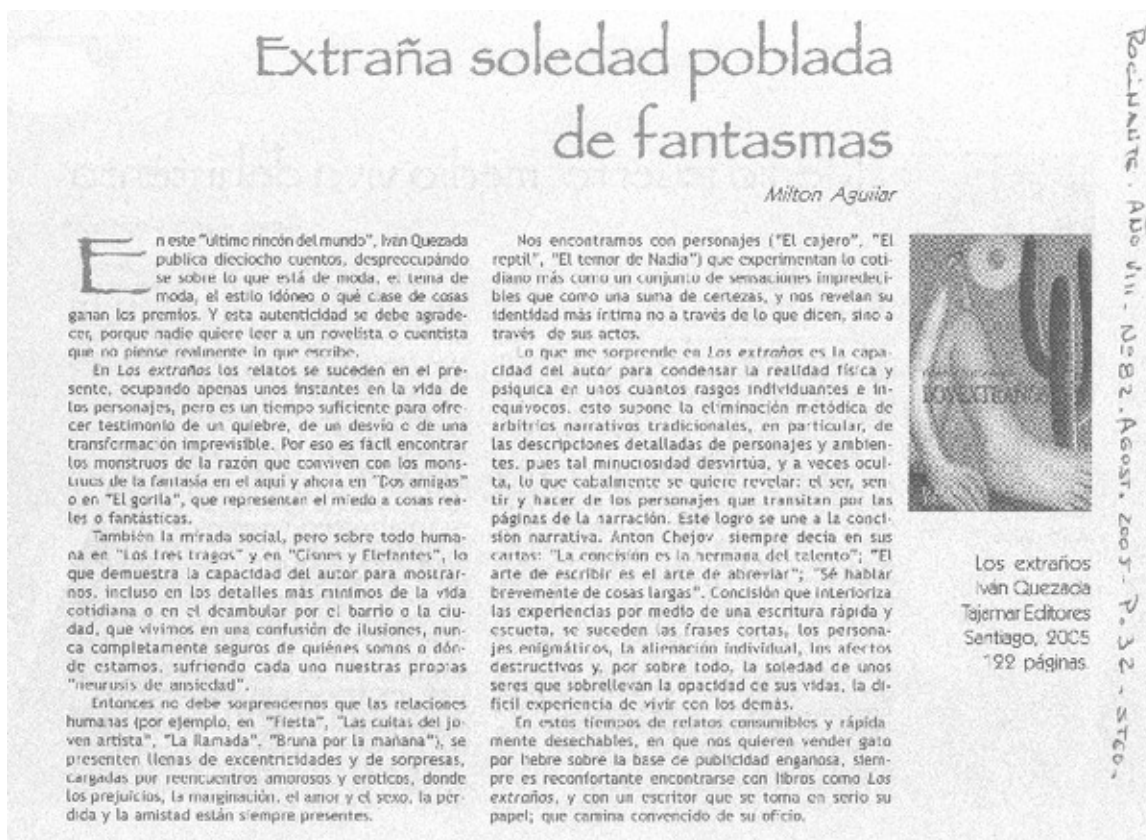 Extraña soledad poblada
de fantasmas
Milton Aguilar
En este "último rincón del mundo", Iván Quezada
publica dieciocho cuentos, despreocupándo
se sobre lo que está de moda, el tema de
moda, el estilo idóneo o qué clase de cosas
ganan los premios. Y esta autenticidad se debe agrade-
cer, porque nadie quiere leer a un novelista o cuentista
que no piense realmente lo que escribe.
En Los extraños los relatos se suceden en el pre-
sente, ocupando apenas unos instantes en la vida de
los personajes, pero es un tiempo suficiente para ofre-
cer testimonio de un quiebre, de un desvío o de una
transformación imprevisible. Por eso es fácil encontrar
los monstruos de la razón que conviven con los mons-
truos de la fantasía en el aquí y ahora en "Dos amigas"
o en "El gorila", que representan el miedo a cosas rea-
les o fantásticas.
También la mirada social, pero sobre todo huma-
na en "Los tres tragos" y en "Cisnes y Elefantes", lo
que demuestra la capacidad del autor para mostrar-
nos, incluso en los detalles más mínimos de la vida
cotidiana o en el deambular por el barrio o la ciu-
dad, que vivimos en una confusión de ilusiones, nun-
ca completamente seguros de quiénes somos o dón-
de estamos, sufriendo cada uno nuestras propias
"neurosis de ansiedad".
Entonces no debe sorprendernos que las relaciones
humanas (por ejemplo, en "Fiesta", "Las cuitas del jo-
ven artista", "La llamada", "Bruna por la mañana"), se
presenten llenas de excentricidades y de sorpresas,
cargadas por reencuentros amorosos y eróticos, donde
los prejuicios, la marginación, el amor y el sexo, la pér-
dida y la amistad están siempre presentes.
Nos encontramos con personajes ("El cajero", "El
reptil", "El temor de Nadia") que experimentan lo coti-
diano más como un conjunto de sensaciones impredeci-
bles que como una suma de certezas, y nos revelan su
identidad más íntima no a través de lo que dicen, sino a
través de sus actos.
Lo que me sorprende en Los extraños es la capa-
cidad del autor para condensar la realidad física y
psíquica en unos cuantos rasgos individuantes e in-
equívocos, esto supone la eliminación metódica de
arbitrios narrativos tradicionales, en particular, de
las descripciones detalladas de personajes y ambien-
tes, pues tal minuciosidad desvirtúa, y a veces ocul-
ta, lo que cabalmente se quiere revelar: el ser, sen-
tir y hacer de los personajes que transitan por las
páginas de la narración. Este logro se une a la conci-
sión narrativa. Anton Chejov siempre decía en sus
cartas: "La concisión es la hermana del talento"; "El
arte de escribir es el arte de abreviar"; "Sé hablar
brevemente de cosas largas". Concisión que interioriza
las experiencias por medio de una escritura rápida y
escueta, se suceden las frases cortas, los persona-
jes enigmáticos, la alienación individual, los afectos
destructivos y, por sobre todo, la soledad de unos
seres que sobrellevan la opacidad de sus vidas, la di-
fícil experiencia de vivir con los demás.
En estos tiempos de relatos consumibles y rápida
mente desechables, en que nos quieren vender gato
por liebre sobre la base de publicidad engañosa, siem-
pre es reconfortante encontrarse con libros como Los
extraños, y con un escritor que se toma en serio su
papel; que camina convencido de su oficio.
LOS EXTRAÑOS
Los extraños
Iván Quezada
Tajamar Editores
Santiago, 2005
122 páginas.
Rocinante. Año VIII. N° 82. Agost. 2005 - P. 32 - STGO.